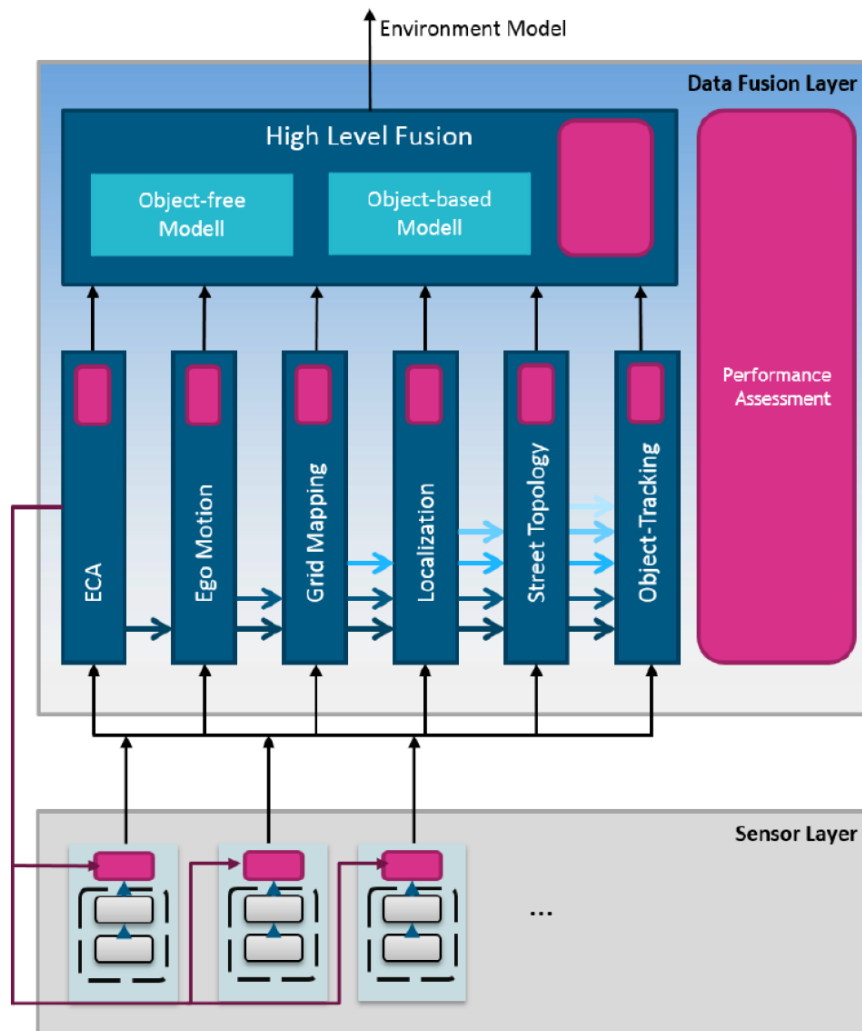 Environment Model
Data Fusion Layer
High Level Fusion
Object-free
Modell
Object-based
Modell
Performance
Assessment
ECA
Ego Motion
Grid Mapping
Localization
Street Topology
Object-Tracking
Sensor Layer
...